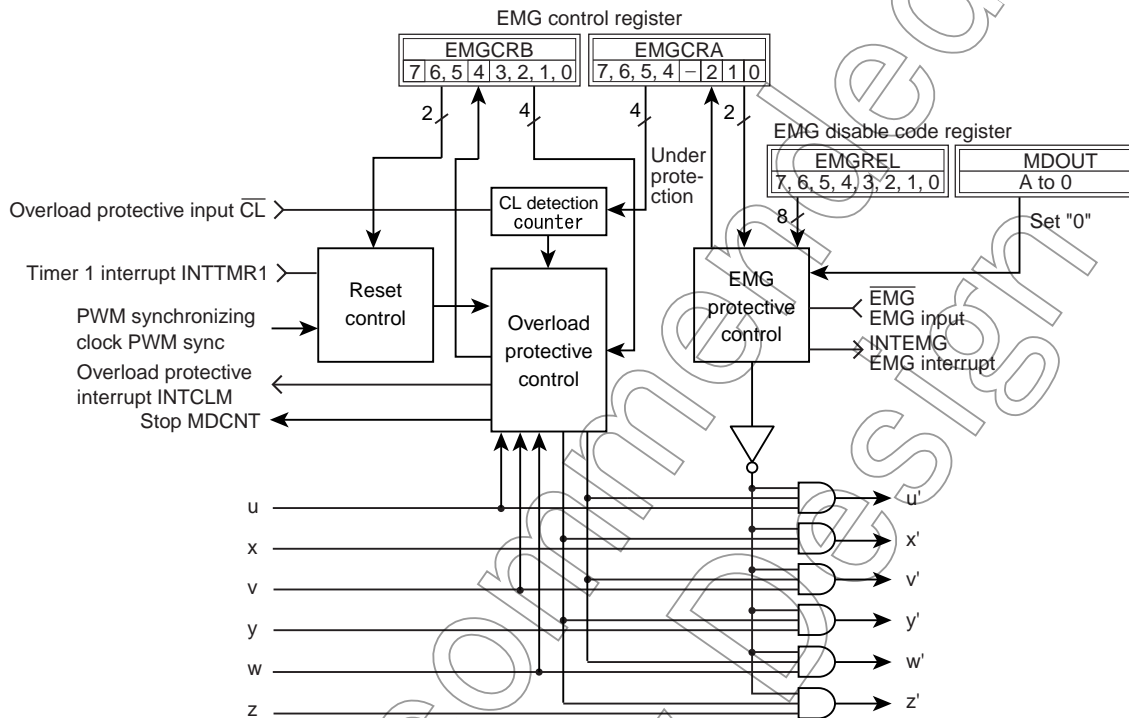 EMG control register
EMGCRB
7 6, 5 4 3, 2, 1, 0
EMGCRA
7, 6, 5, 4 – 2 1 0
2
4
4
2
Under
prote-
ction
EMG disable code register
EMGREL
7, 6, 5, 4, 3, 2, 1, 0
MDOUT
A to 0
8
Set "0"
Overload protective input C̅L̅
CL detection
counter
Timer 1 interrupt INTTMR1
PWM synchronizing
clock PWM sync
Reset
control
Overload
protective
control
EMG
protective
control
E̅M̅G̅
EMG input
INTEMG
EMG interrupt
Overload protective
interrupt INTCLM
Stop MDCNT
u
u'
x
x'
v
v'
y
y'
w
w'
z
z'